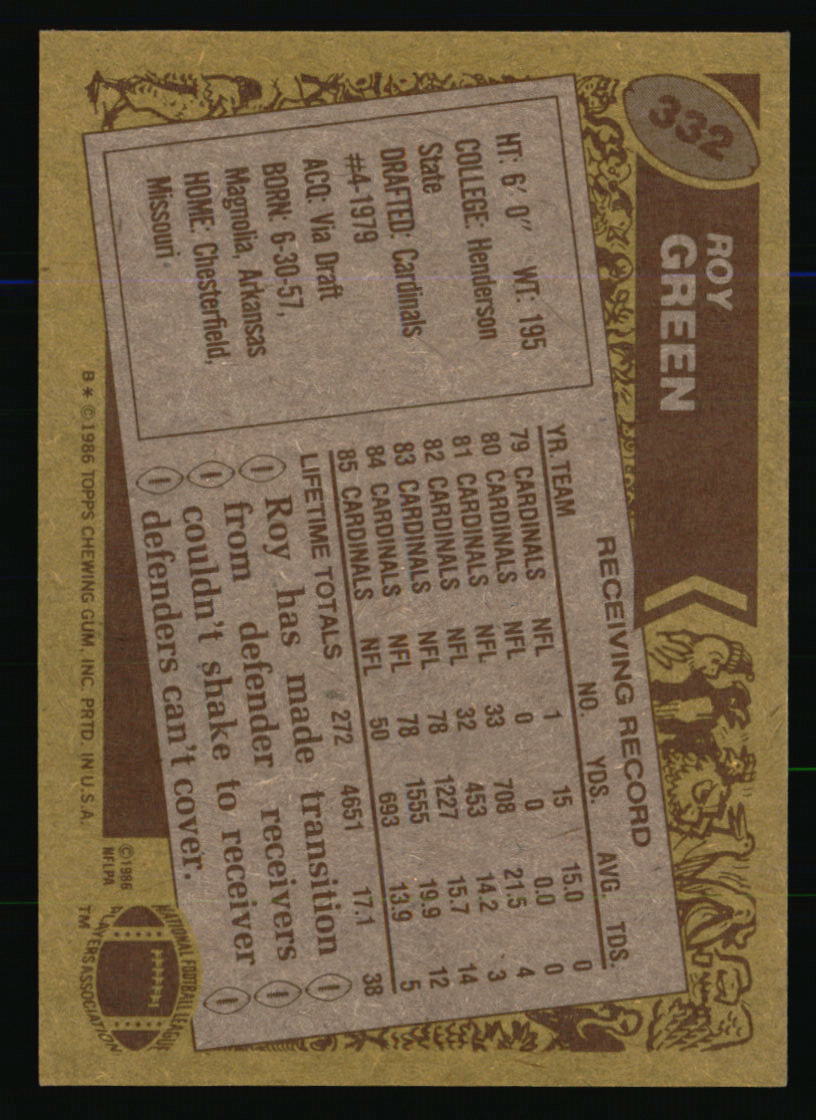 332
ROY
GREEN
HT: 6' 0" WT: 195
COLLEGE: Henderson
State
DRAFTED: Cardinals
#4-1979
ACQ: Via Draft
BORN: 6-30-57,
Magnolia, Arkansas
HOME: Chesterfield,
Missouri
RECEIVING RECORD
YR. TEAM NO. YDS. AVG. TDS.
79 CARDINALS NFL 1 15 15.0 0
80 CARDINALS NFL 0 0 0.0 0
81 CARDINALS NFL 33 708 21.5 4
82 CARDINALS NFL 32 453 14.2 3
83 CARDINALS NFL 78 1227 15.7 14
84 CARDINALS NFL 78 1555 19.9 12
85 CARDINALS NFL 50 693 13.9 5
LIFETIME TOTALS 272 4651 17.1 38
Roy has made transition
from defender receivers
couldn't shake to receiver
defenders can't cover.
B * ©1986 TOPPS CHEWING GUM, INC. PRTD. IN U.S.A.
©1986
NFLPA
NATIONAL FOOTBALL LEAGUE
PLAYERS ASSOCIATION
TM